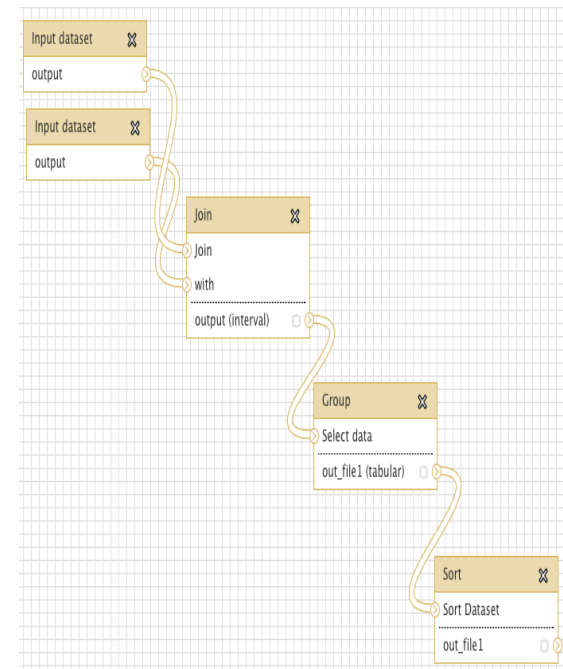 Input dataset
output
Input dataset
output
Join
Join
with
output (interval)
Group
Select data
out_file1 (tabular)
Sort
Sort Dataset
out_file1